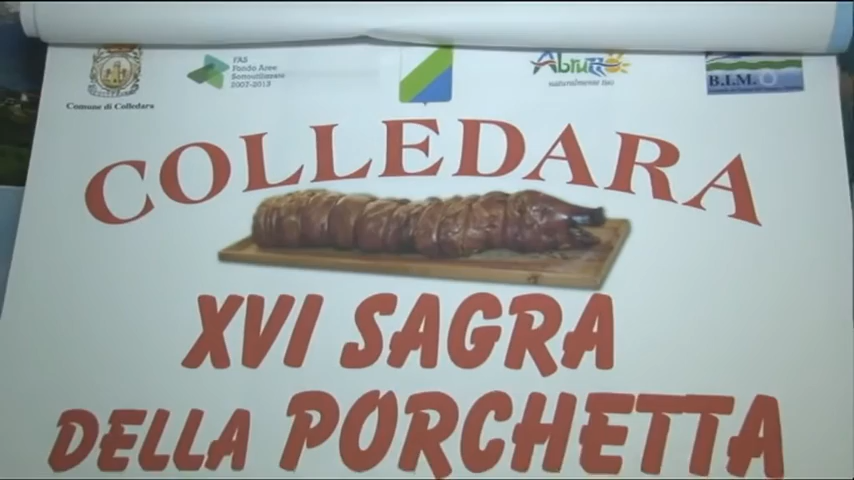 Comune di Colledara
FAS
Fondo Aree
Sottoutilizzate
2007-2013
Abruzzo
naturalmente tuo
B.I.M.
COLLEDARA
XVI SAGRA
DELLA PORCHETTA